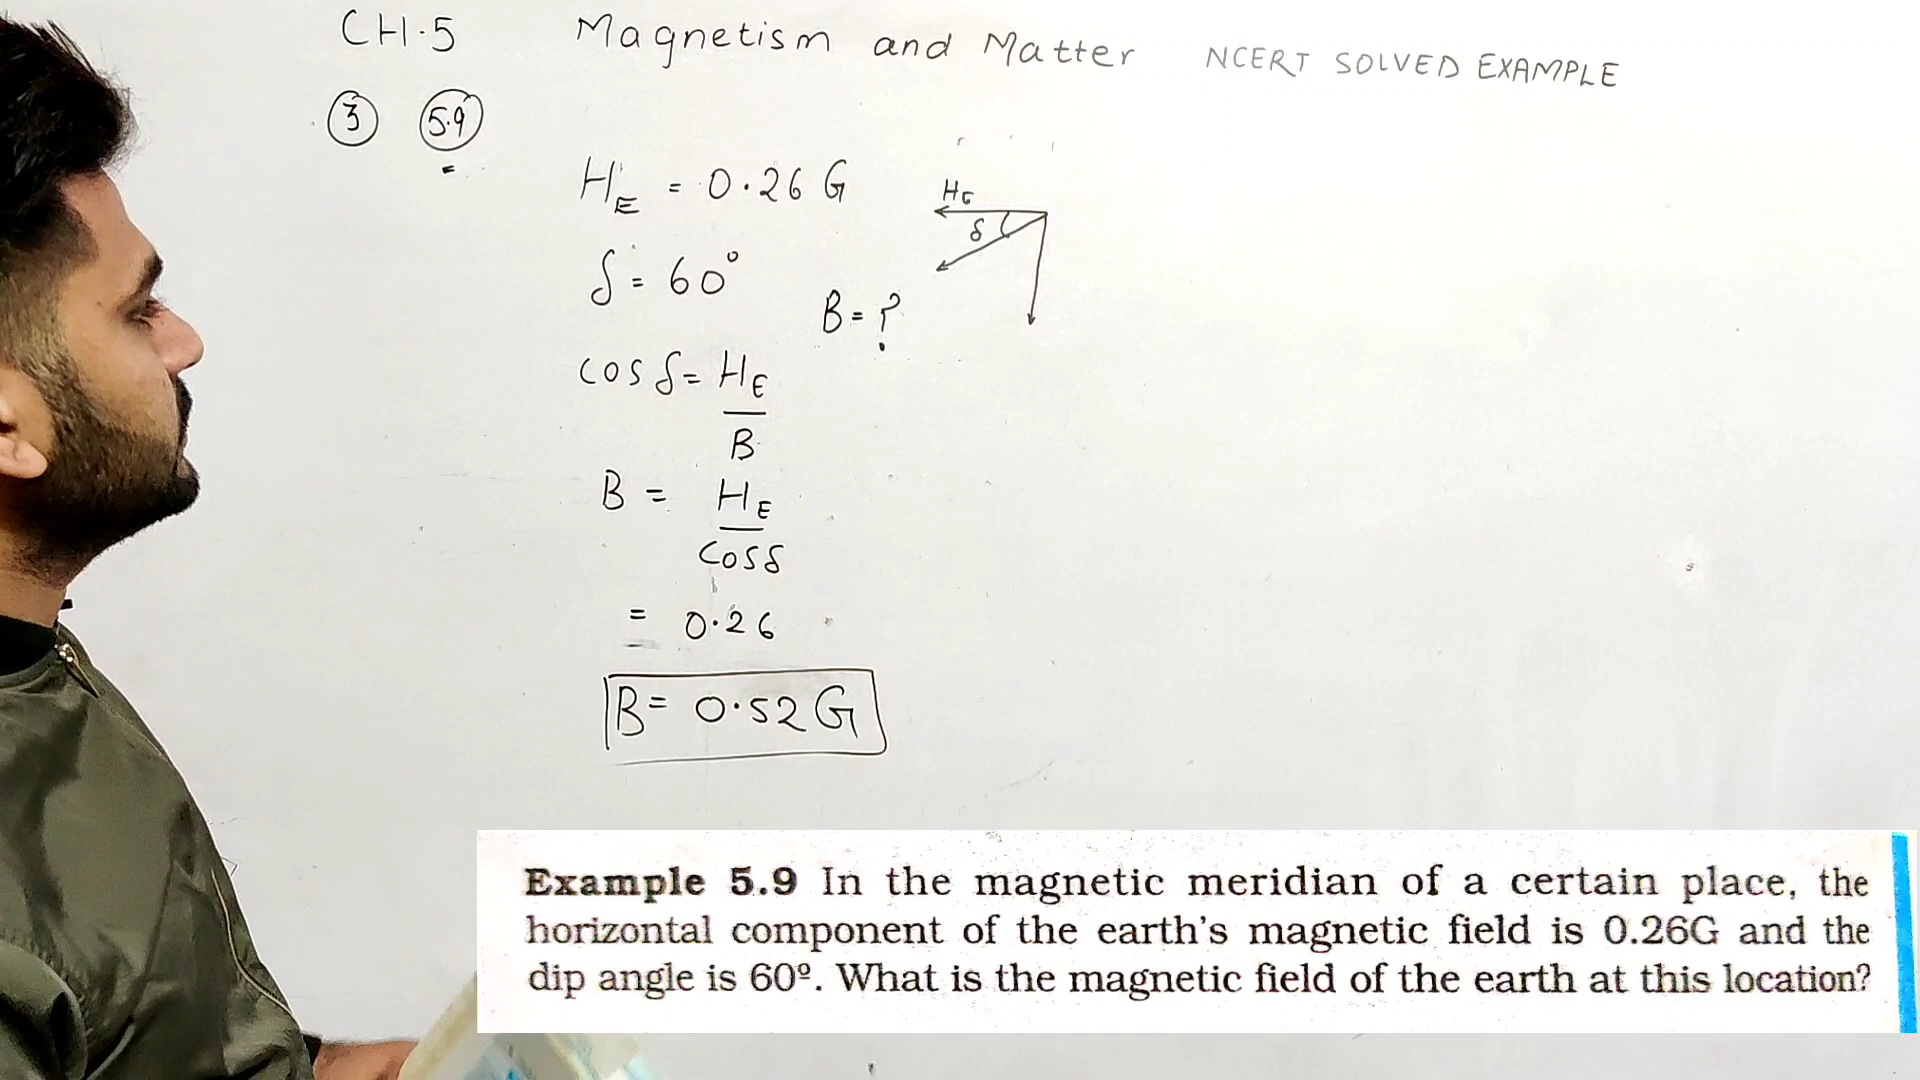 CH.5 Magnetism and Matter NCERT SOLVED EXAMPLE
3 5.9
H_E = 0.26 G
H_E
δ
δ = 60°
B = ?
cos δ = H_E
B
B = H_E
cosδ
= 0.26
B = 0.52 G
Example 5.9 In the magnetic meridian of a certain place, the
horizontal component of the earth's magnetic field is 0.26G and the
dip angle is 60º. What is the magnetic field of the earth at this location?